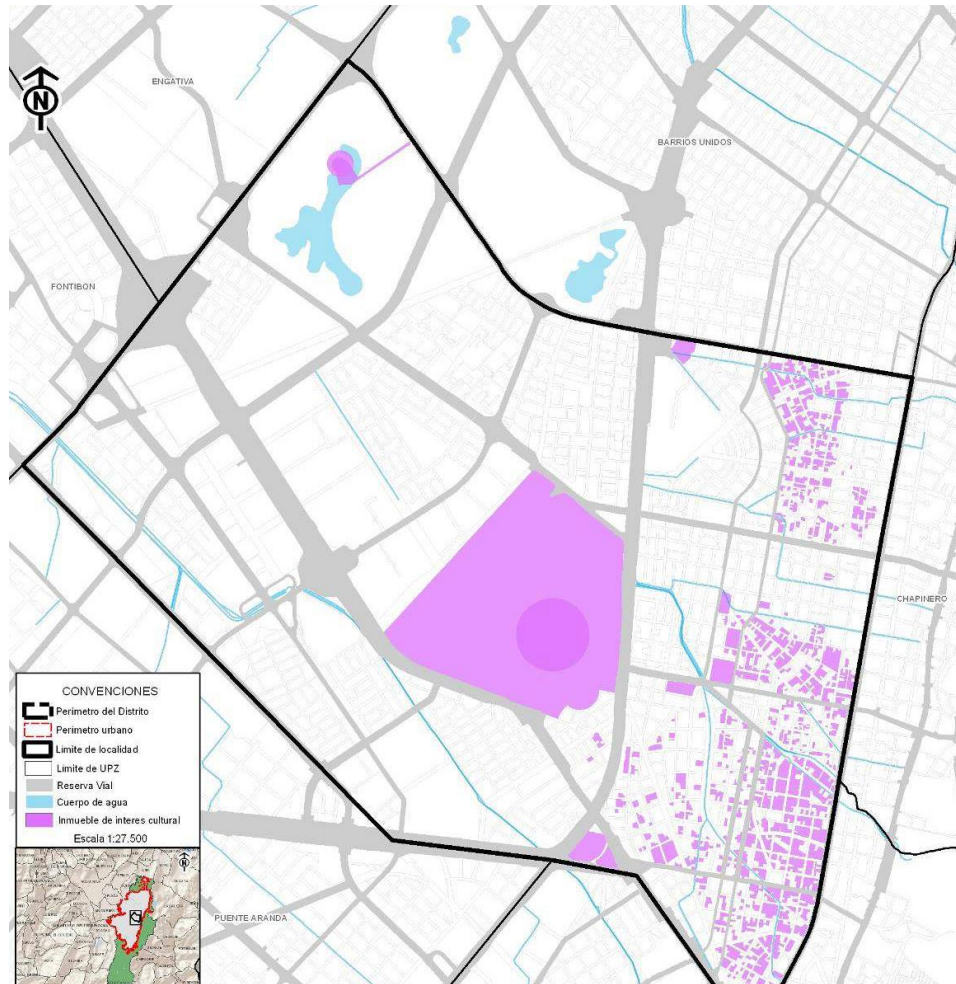 ENGATIVA
N
BARRIOS UNIDOS
FONTIBON
CHAPINERO
CONVENCIONES
Perimetro del Distrito
Perimetro urbano
Limite de localidad
Limite de UPZ
Reserva Vial
Cuerpo de agua
Inmueble de interes cultural
Escala 1:27.500
N
PUENTE ARANDA